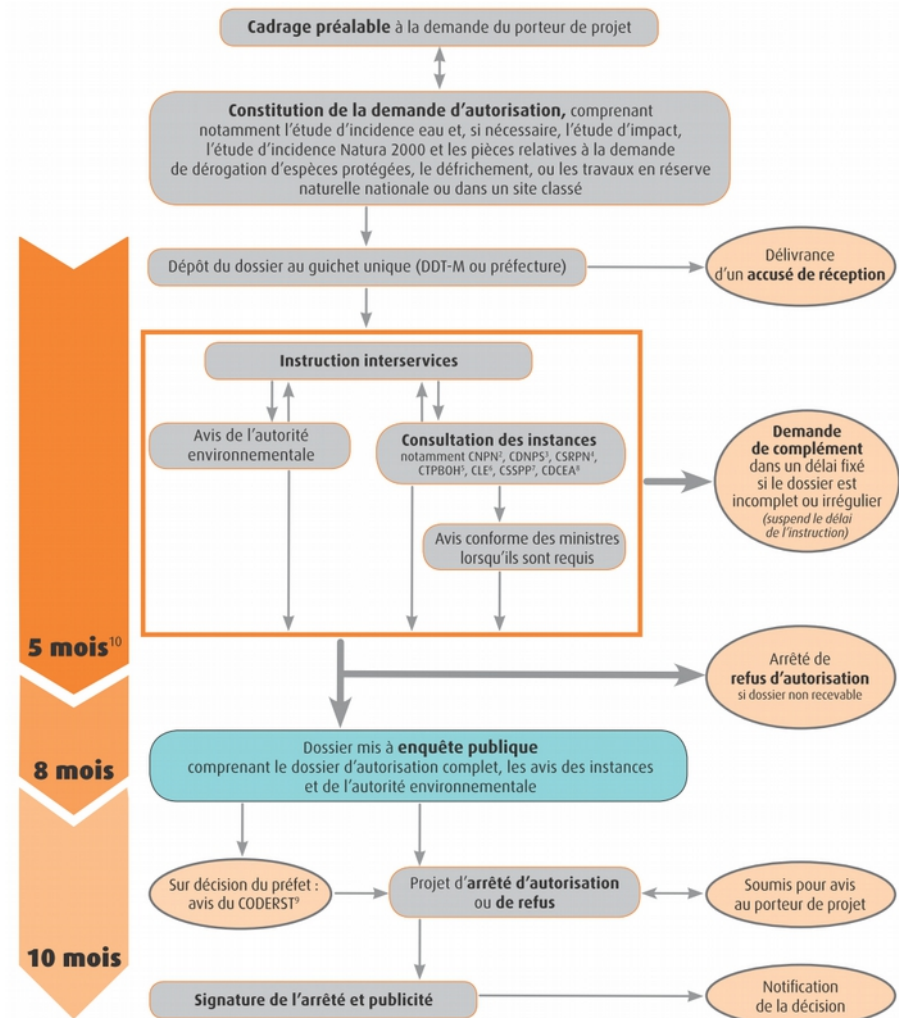 Cadrage préalable à la demande du porteur de projet
Constitution de la demande d'autorisation, comprenant
notamment l'étude d'incidence eau et, si nécessaire, l'étude d'impact,
l'étude d'incidence Natura 2000 et les pièces relatives à la demande
de dérogation d'espèces protégées, le défrichement, ou les travaux en réserve
naturelle nationale ou dans un site classé
Dépôt du dossier au guichet unique (DDT-M ou préfecture)
Délivrance
d'un accusé de réception
Instruction interservices
Avis de l'autorité
environnementale
Consultation des instances
notamment CNPN², CDNPS³, CSRPN⁴,
CTPBOH⁵, CLE⁶, CSSPP⁷, CDCEA⁸
Avis conforme des ministres
lorsqu'ils sont requis
Demande
de complément
dans un délai fixé
si le dossier est
incomplet ou irrégulier
(suspend le délai
de l'instruction)
5 mois¹⁰
Arrêté de
refus d'autorisation
si dossier non recevable
8 mois
Dossier mis à enquête publique
comprenant le dossier d'autorisation complet, les avis des instances
et de l'autorité environnementale
Sur décision du préfet :
avis du CODERST⁹
Projet d'arrêté d'autorisation
ou de refus
Soumis pour avis
au porteur de projet
10 mois
Signature de l'arrêté et publicité
Notification
de la décision